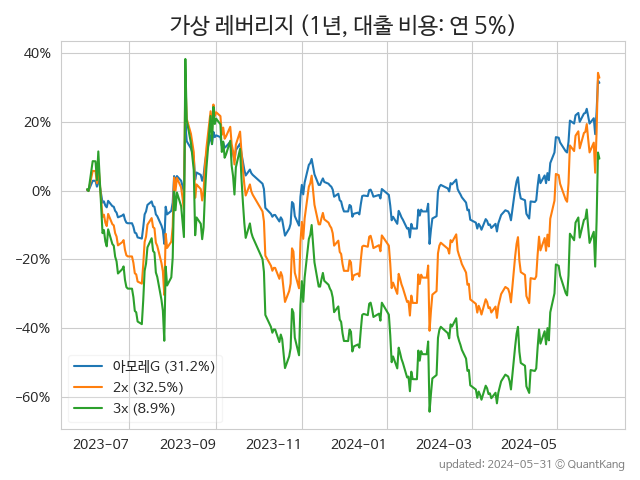 가상 레버리지 (1년, 대출 비용: 연 5%)
40%
20%
0%
−20%
−40%
−60%
아모레G (31.2%)
2x (32.5%)
3x (8.9%)
2023-07
2023-09
2023-11
2024-01
2024-03
2024-05
updated: 2024-05-31 ⓒ QuantKang